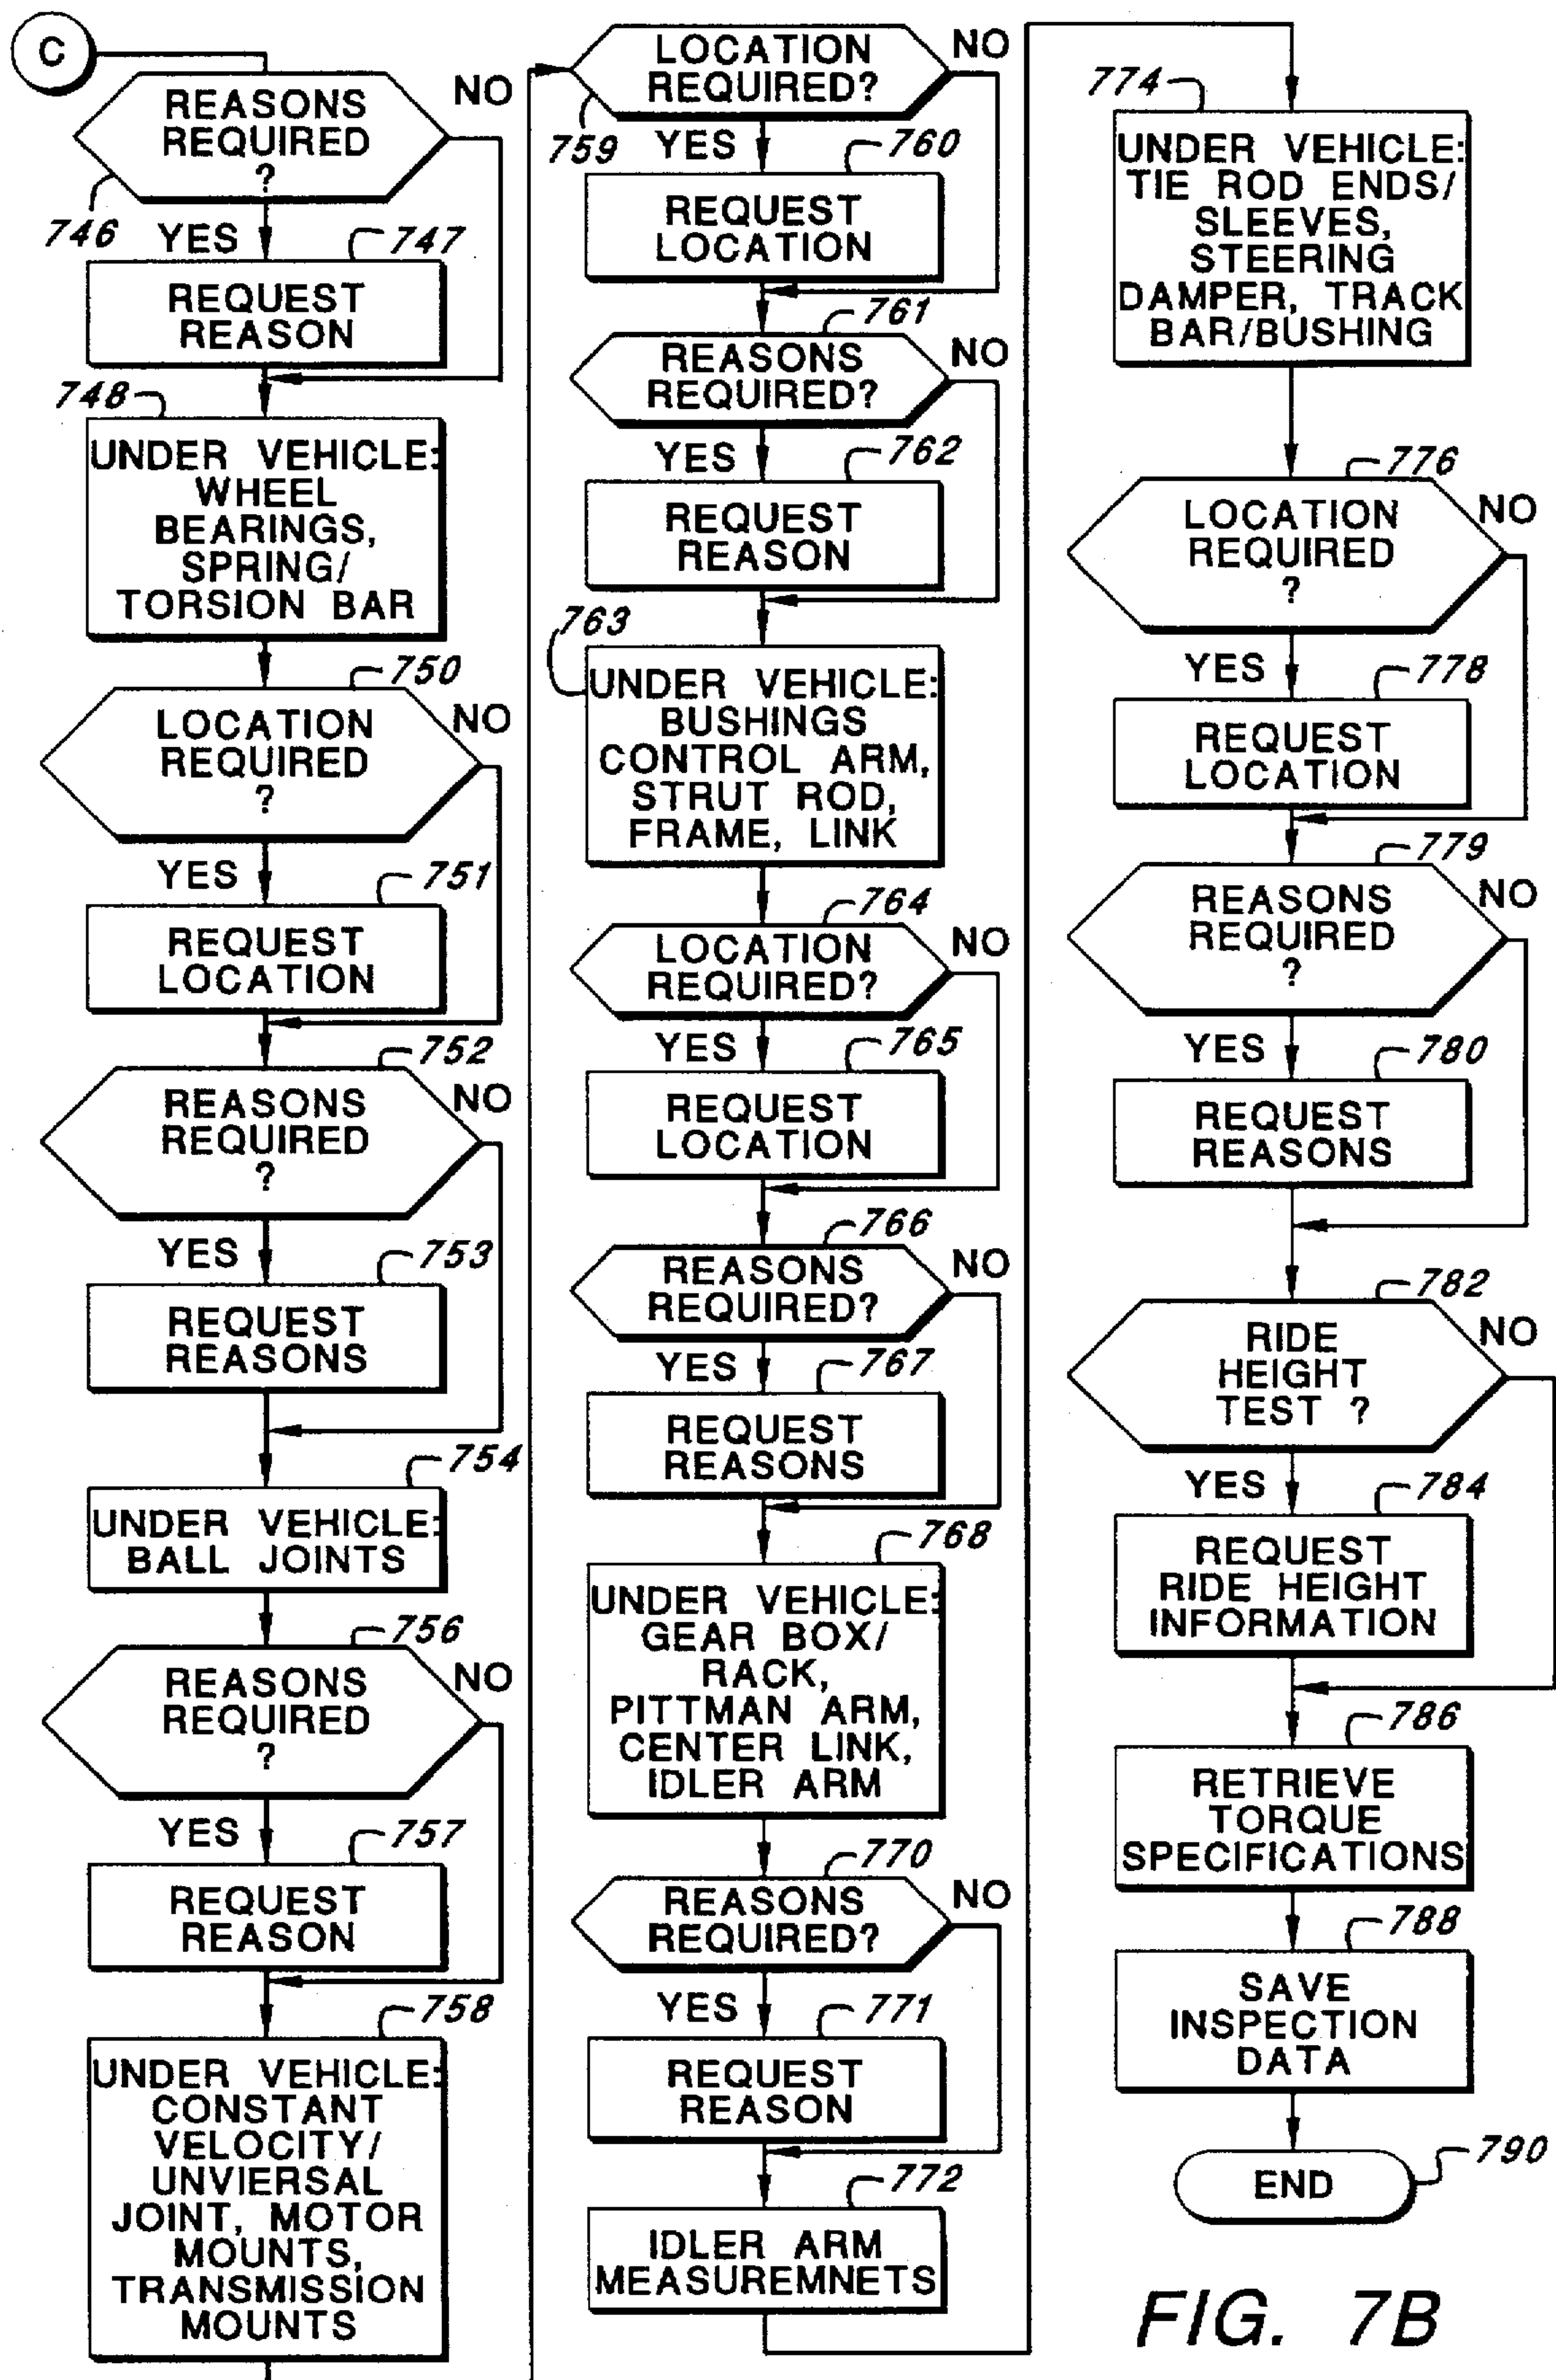 C
REASONS
REQUIRED
?
NO
746
YES
747
REQUEST
REASON
748
UNDER VEHICLE:
WHEEL
BEARINGS,
SPRING/
TORSION BAR
750
LOCATION
REQUIRED
?
NO
YES
751
REQUEST
LOCATION
752
REASONS
REQUIRED
?
NO
YES
753
REQUEST
REASONS
754
UNDER VEHICLE:
BALL JOINTS
756
REASONS
REQUIRED
?
NO
YES
757
REQUEST
REASON
758
UNDER VEHICLE:
CONSTANT
VELOCITY/
UNVIERSAL
JOINT, MOTOR
MOUNTS,
TRANSMISSION
MOUNTS
LOCATION
REQUIRED?
NO
759
YES
760
REQUEST
LOCATION
761
REASONS
REQUIRED?
NO
YES
762
REQUEST
REASON
763
UNDER VEHICLE:
BUSHINGS
CONTROL ARM,
STRUT ROD,
FRAME, LINK
764
LOCATION
REQUIRED?
NO
YES
765
REQUEST
LOCATION
766
REASONS
REQUIRED?
NO
YES
767
REQUEST
REASONS
768
UNDER VEHICLE:
GEAR BOX/
RACK,
PITTMAN ARM,
CENTER LINK,
IDLER ARM
770
REASONS
REQUIRED?
NO
YES
771
REQUEST
REASON
772
IDLER ARM
MEASUREMNETS
774
UNDER VEHICLE:
TIE ROD ENDS/
SLEEVES,
STEERING
DAMPER, TRACK
BAR/BUSHING
776
LOCATION
REQUIRED
?
NO
YES
778
REQUEST
LOCATION
779
REASONS
REQUIRED
?
NO
YES
780
REQUEST
REASONS
782
RIDE
HEIGHT
TEST ?
NO
YES
784
REQUEST
RIDE HEIGHT
INFORMATION
786
RETRIEVE
TORQUE
SPECIFICATIONS
788
SAVE
INSPECTION
DATA
790
END
FIG. 7B